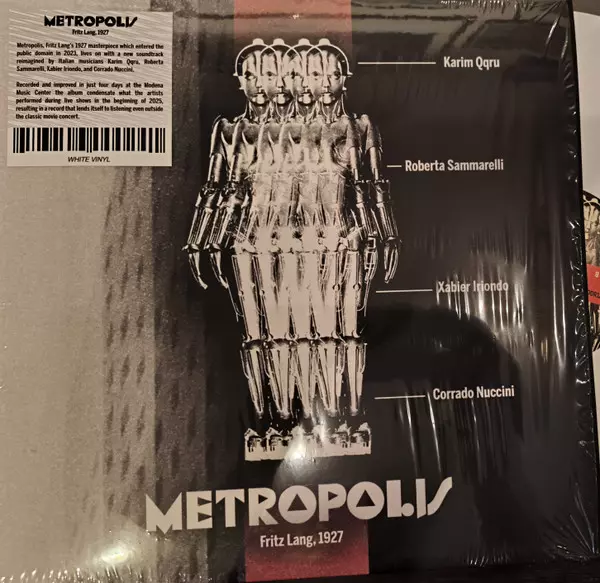 METROPOLIS
Fritz Lang, 1927
Metropolis, Fritz Lang's 1927 masterpiece which entered the
public domain in 2023, lives on with a new soundtrack
reimagined by Italian musicians Karim Qqru, Roberta
Sammarelli, Xabier Iriondo, and Corrado Nuccini.
Recorded and improved in just four days at the Modena
Music Center the album condensate what the artists
performed during live shows in the beginning of 2025,
resulting in a record that lends itself to listening even outside
the classic movie concert.
WHITE VINYL
Karim Qqru
Roberta Sammarelli
Xabier Iriondo
Corrado Nuccini
METROPOLIS
Fritz Lang, 1927